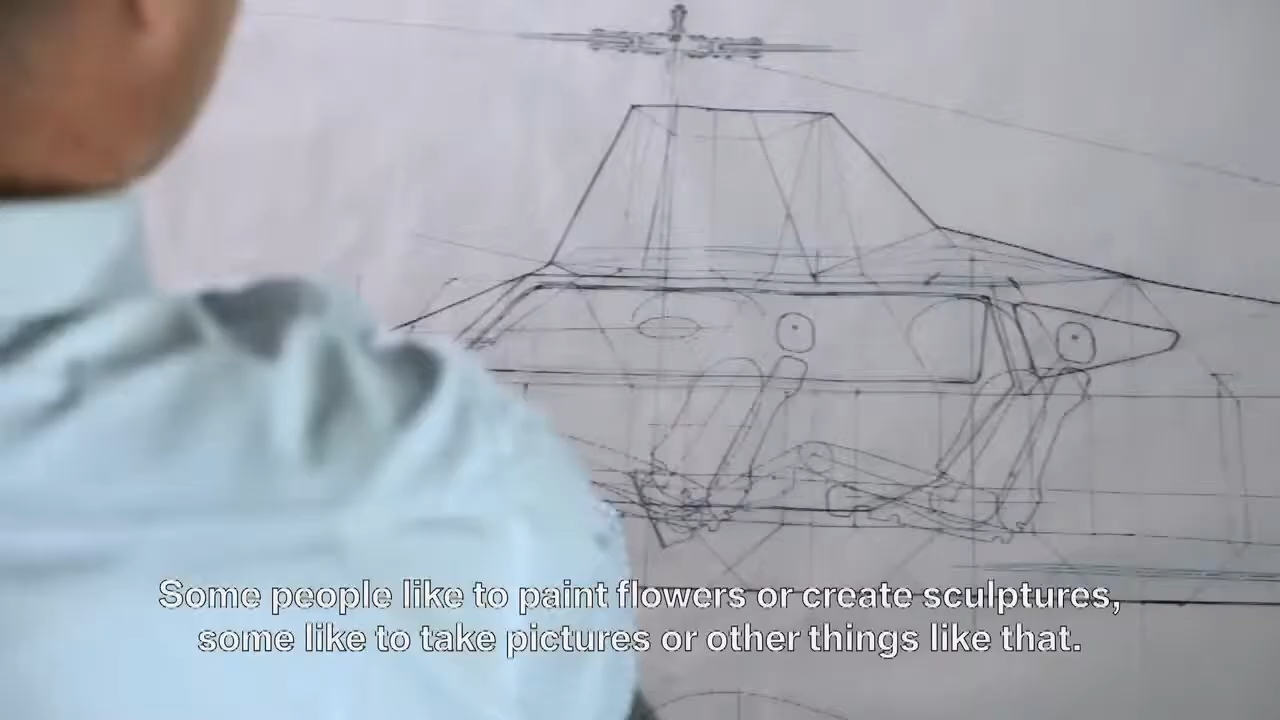 Some people like to paint flowers or create sculptures,
some like to take pictures or other things like that.